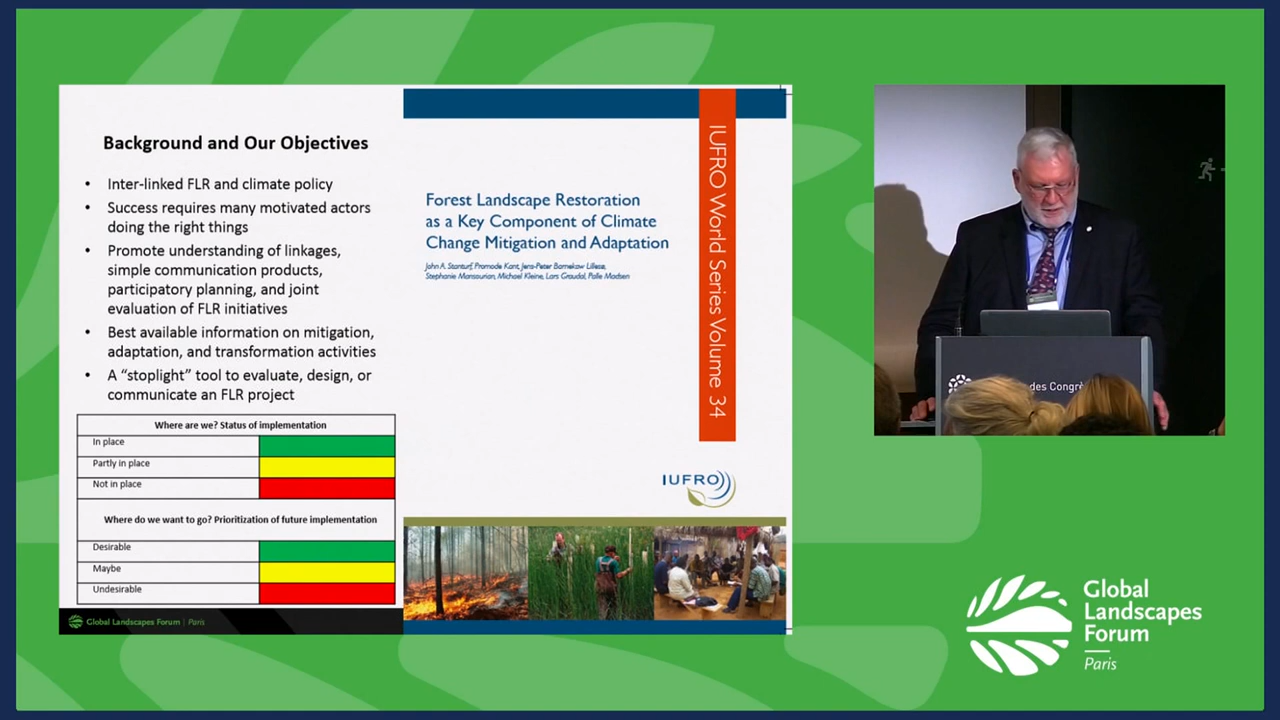 Background and Our Objectives
• Inter-linked FLR and climate policy
• Success requires many motivated actors
doing the right things
• Promote understanding of linkages,
simple communication products,
participatory planning, and joint
evaluation of FLR initiatives
• Best available information on mitigation,
adaptation, and transformation activities
• A “stoplight” tool to evaluate, design, or
communicate an FLR project
Where are we? Status of implementation
In place
Partly in place
Not in place
Where do we want to go? Prioritization of future implementation
Desirable
Maybe
Undesirable
Global Landscapes Forum | Paris
Forest Landscape Restoration
as a Key Component of Climate
Change Mitigation and Adaptation
John A. Stanturf, Promode Kant, Jens-Peter Barnekow Lillesø,
Stephanie Mansourian, Michael Kleine, Lars Graudal, Palle Madsen
IUFRO World Series Volume 34
IUFRO
des Congrè
Global
Landscapes
Forum
Paris